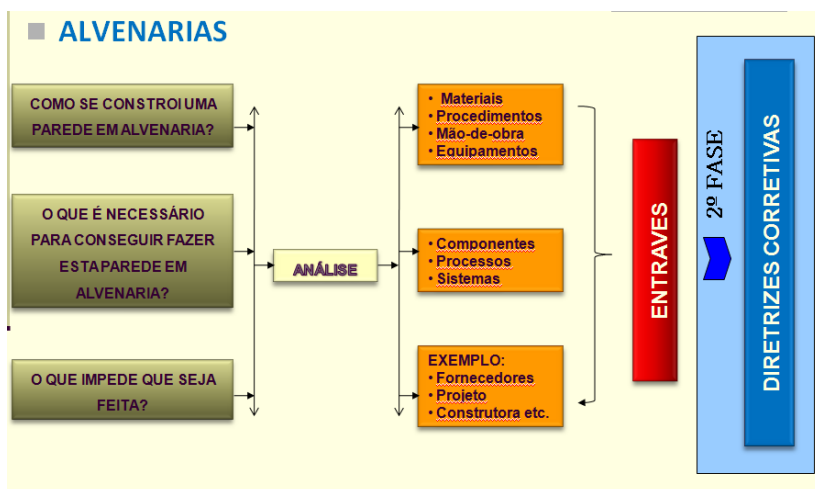 ALVENARIAS
COMO SE CONSTROI UMA
PAREDE EM ALVENARIA?
O QUE É NECESSÁRIO
PARA CONSEGUIR FAZER
ESTA PAREDE EM
ALVENARIA?
O QUE IMPEDE QUE SEJA
FEITA?
ANÁLISE
• Materiais
• Procedimentos
• Mão-de-obra
• Equipamentos
• Componentes
• Processos
• Sistemas
EXEMPLO:
• Fornecedores
• Projeto
• Construtora etc.
ENTRAVES
2º FASE
DIRETRIZES CORRETIVAS